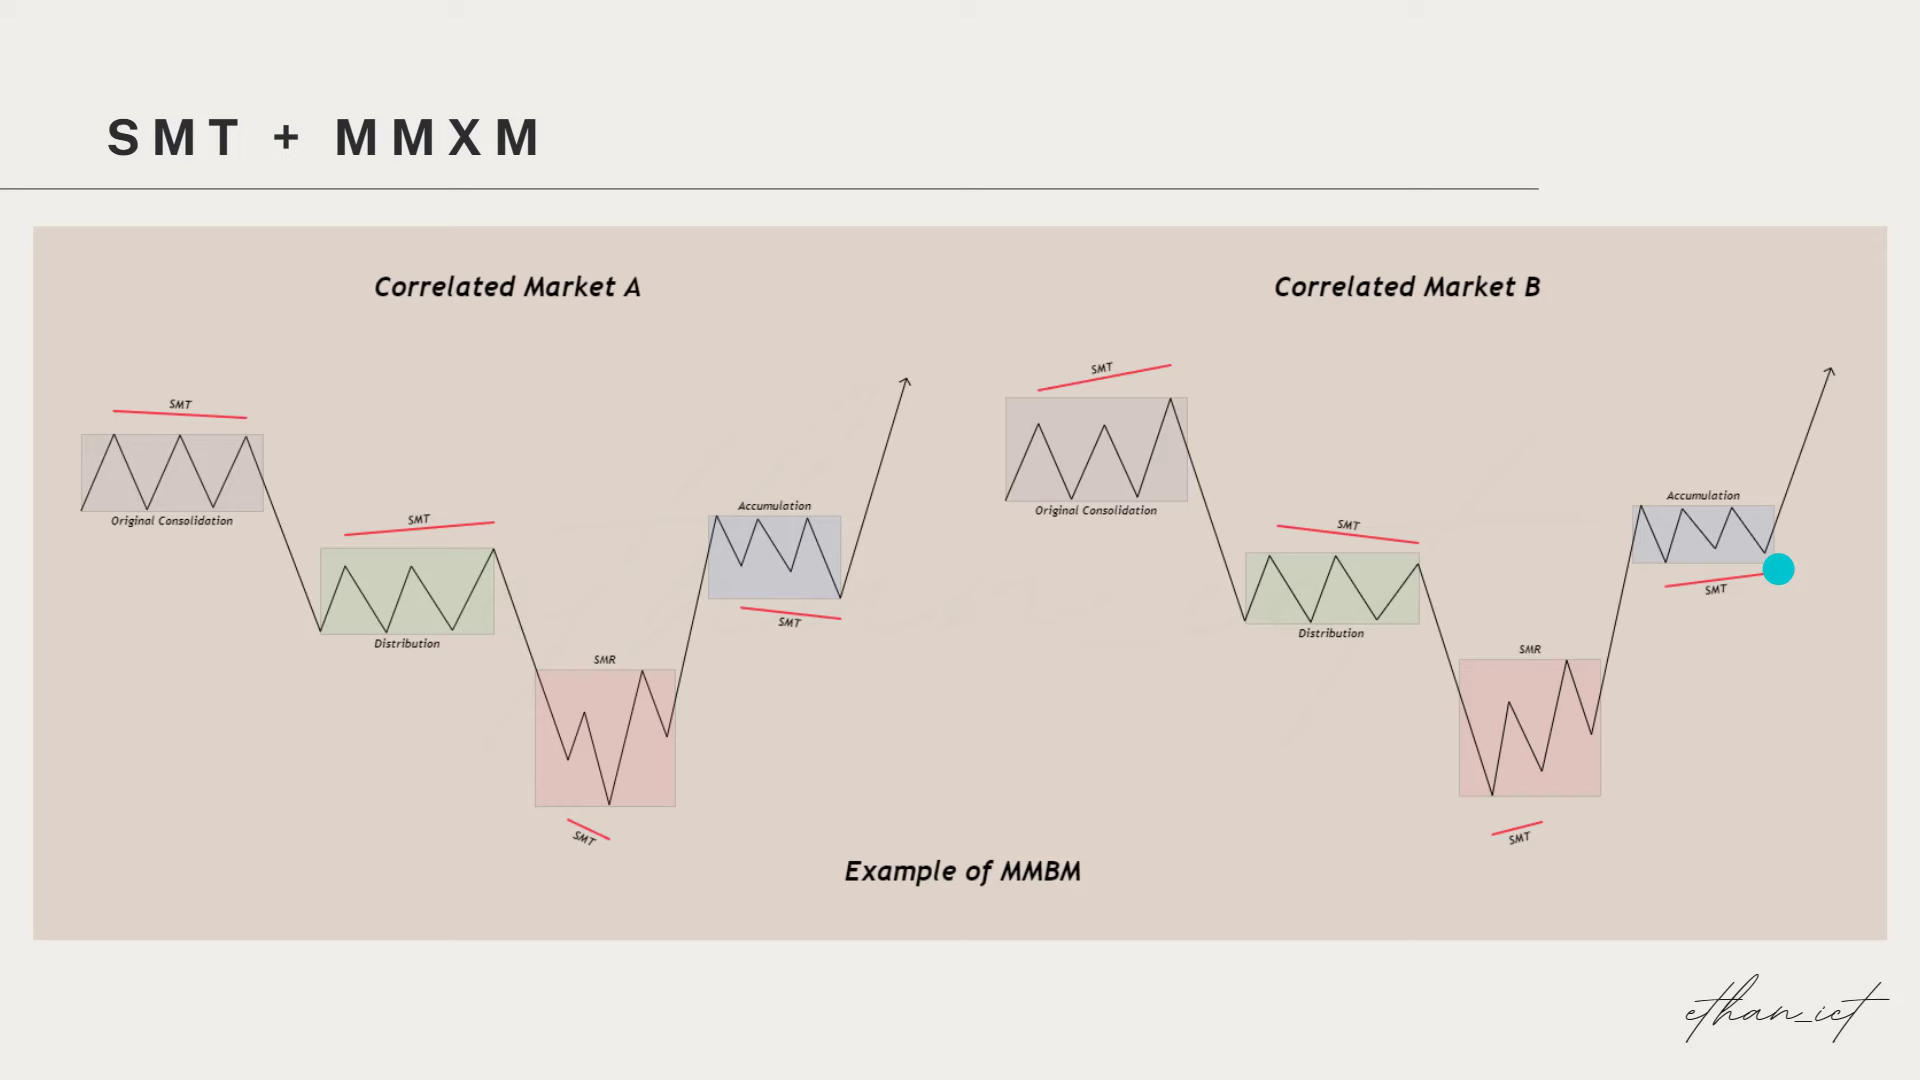 SMT + MMXM
Correlated Market A
Correlated Market B
SMT
Original Consolidation
SMT
Distribution
SMR
SMT
Accumulation
SMT
SMT
Original Consolidation
SMT
Distribution
SMR
SMT
Accumulation
SMT
Example of MMBM
ethan_ict